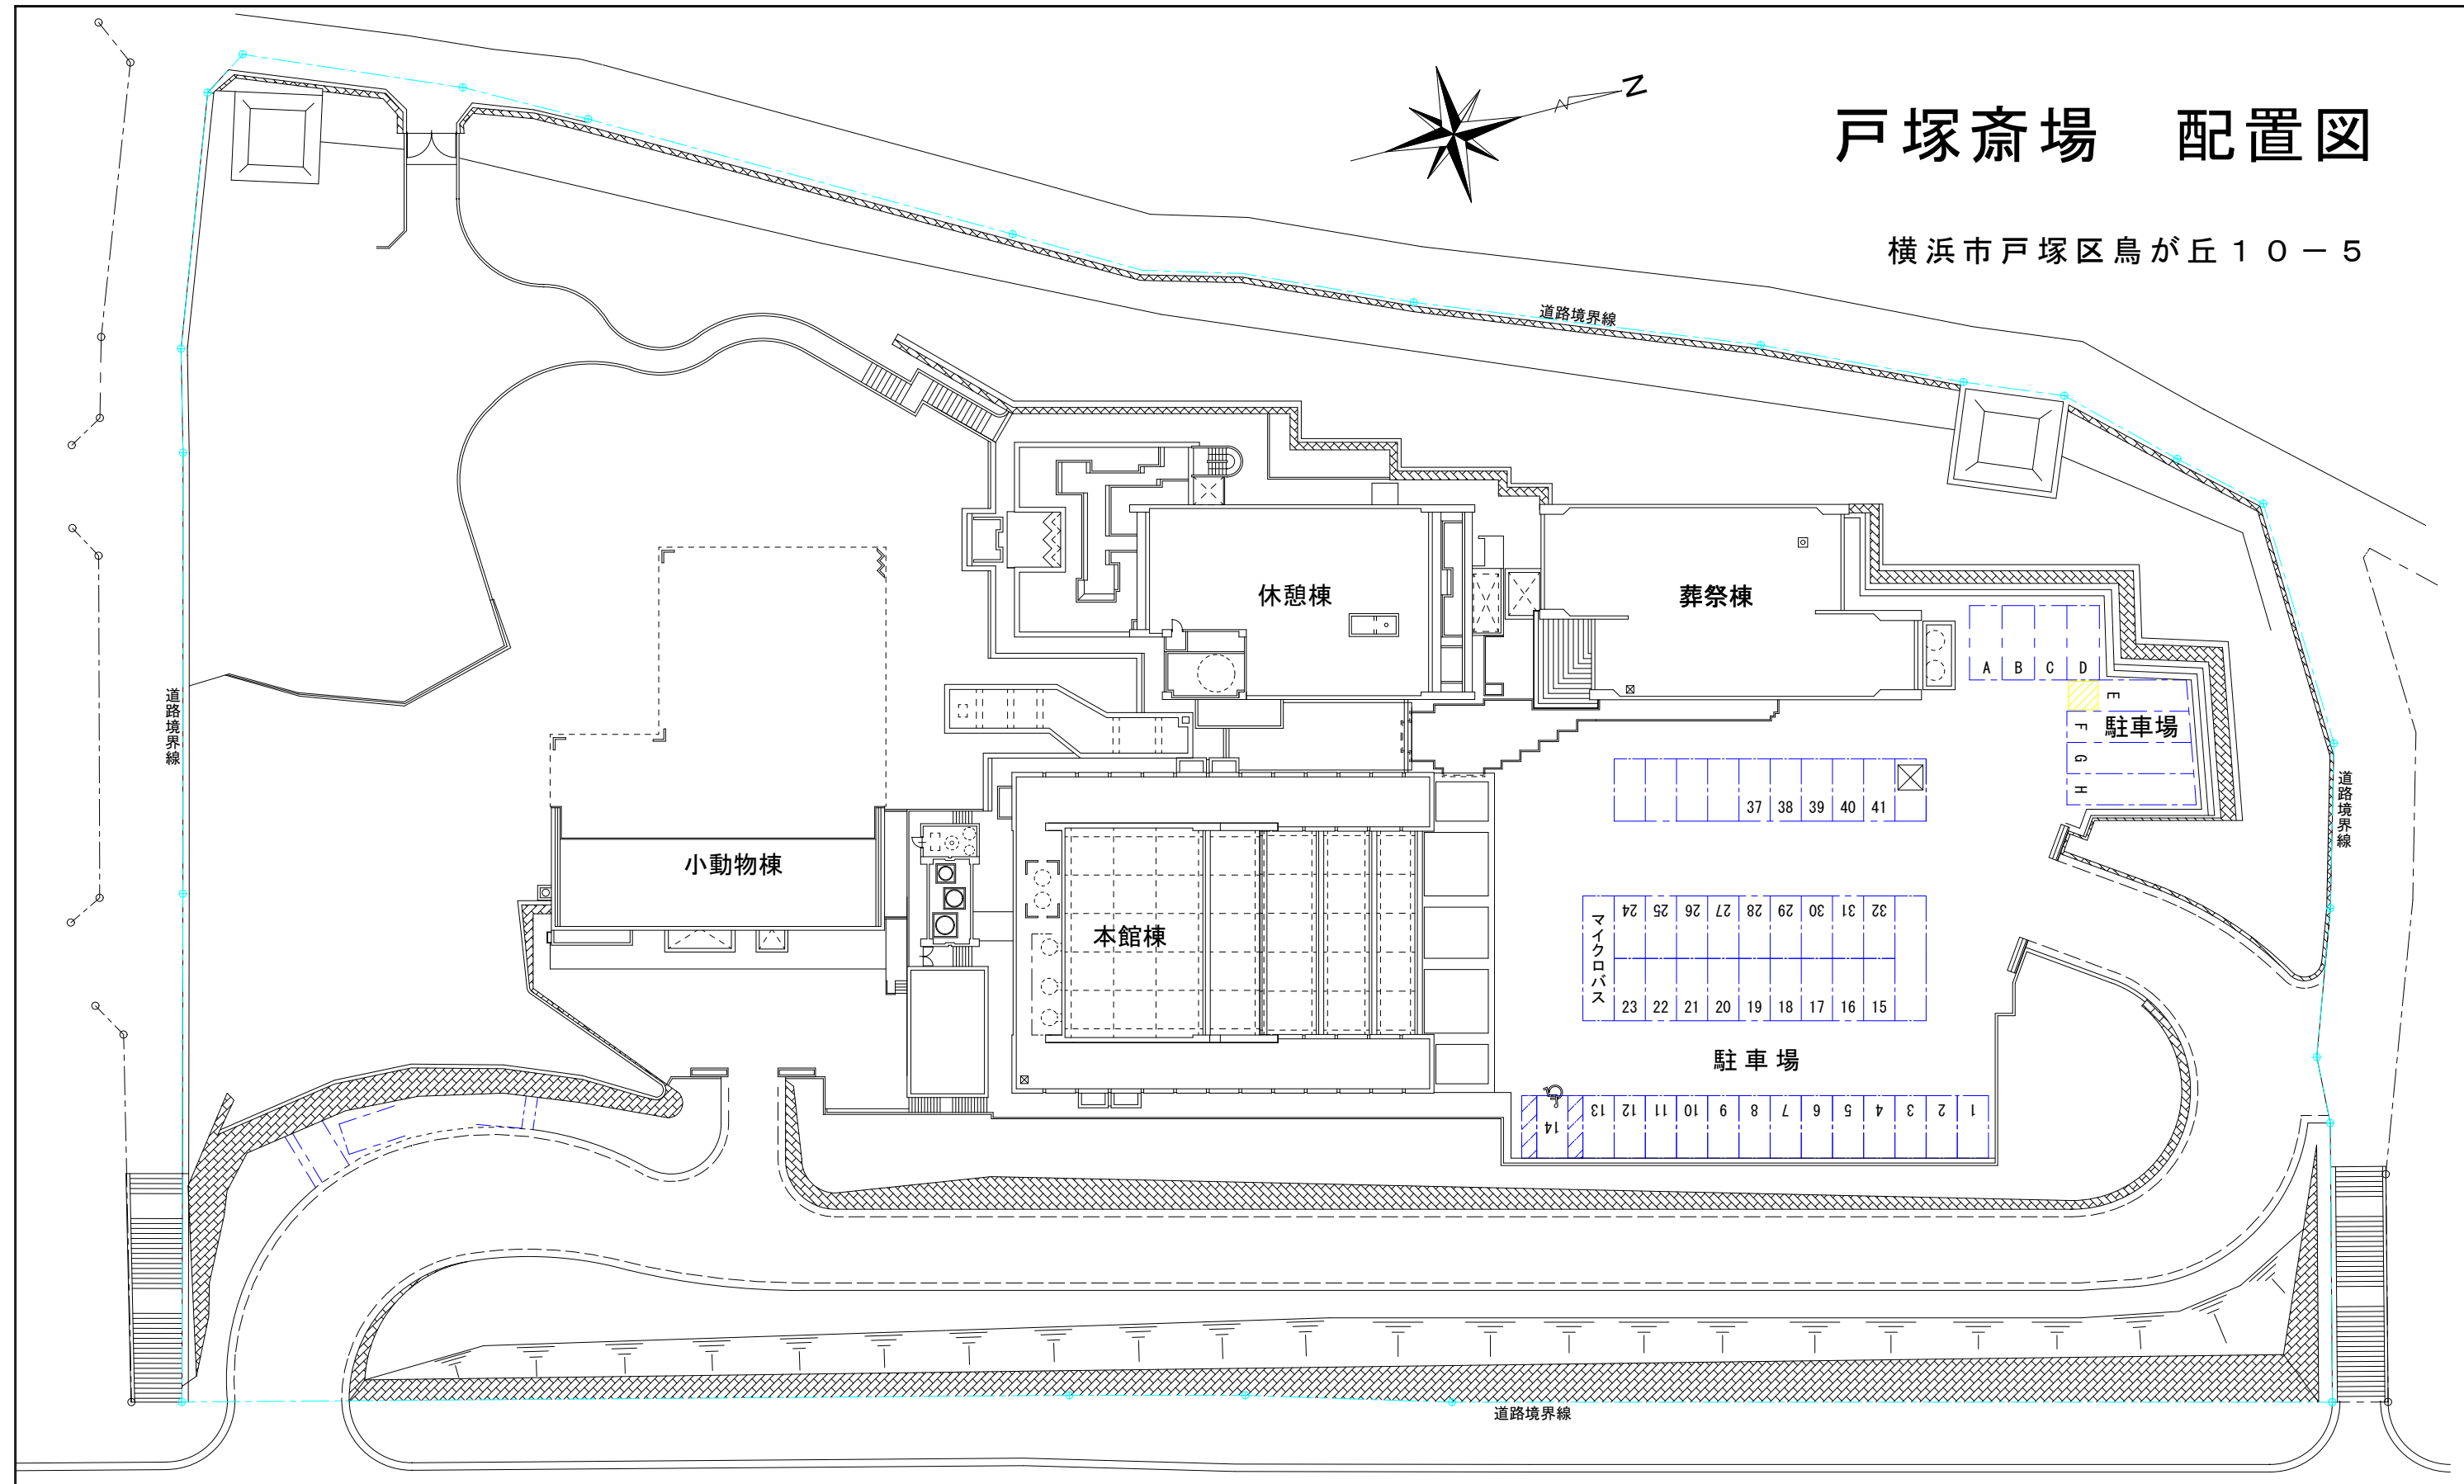 戸塚斎場　配置図
N
横浜市戸塚区鳥が丘１０－５
道路境界線
休憩棟
葬祭棟
A B C D
E
F
G
H
駐車場
道路境界線
道路境界線
37 38 39 40 41
小動物棟
本館棟
マイクロバス
24 25 26 27 28 29 30 31 32
23 22 21 20 19 18 17 16 15
駐車場
14 13 12 11 10 9 8 7 6 5 4 3 2 1
道路境界線